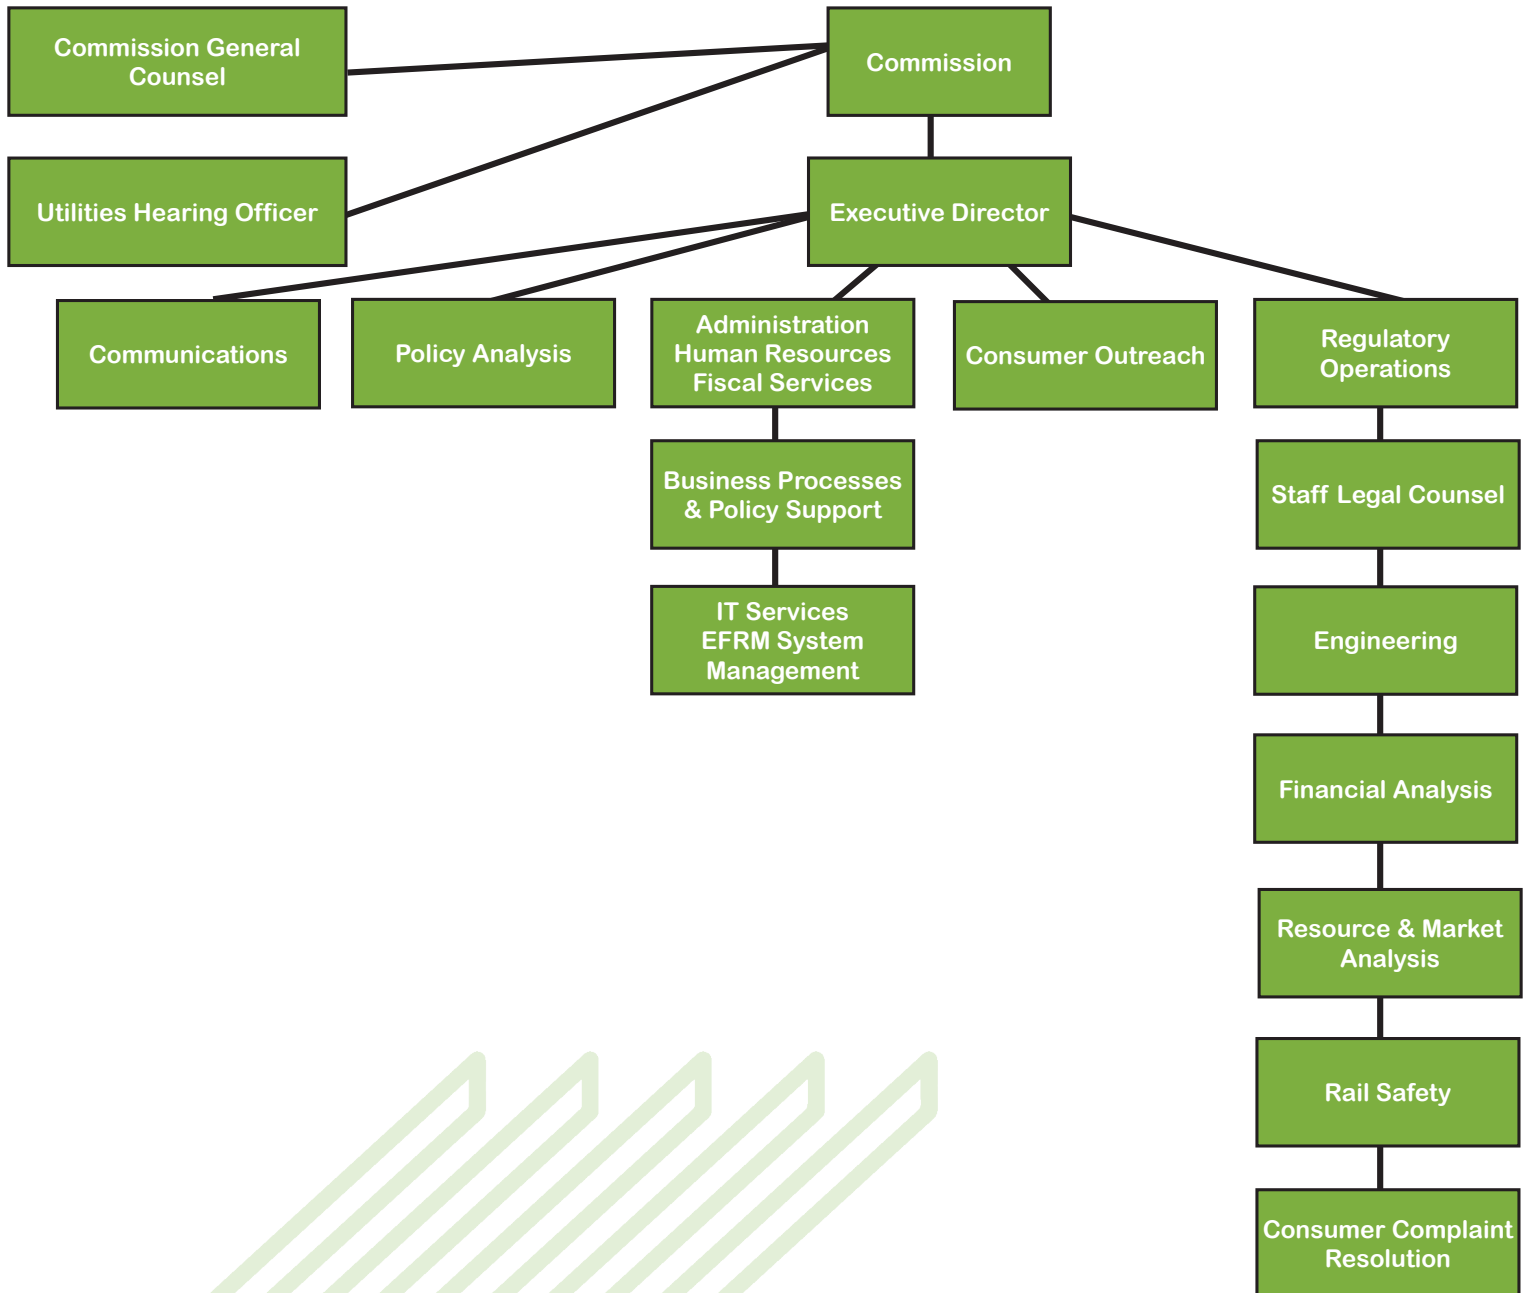 Commission General
Counsel
Commission
Utilities Hearing Officer
Executive Director
Communications
Policy Analysis
Administration
Human Resources
Fiscal Services
Consumer Outreach
Regulatory
Operations
Business Processes
& Policy Support
Staff Legal Counsel
IT Services
EFRM System
Management
Engineering
Financial Analysis
Resource & Market
Analysis
Rail Safety
Consumer Complaint
Resolution